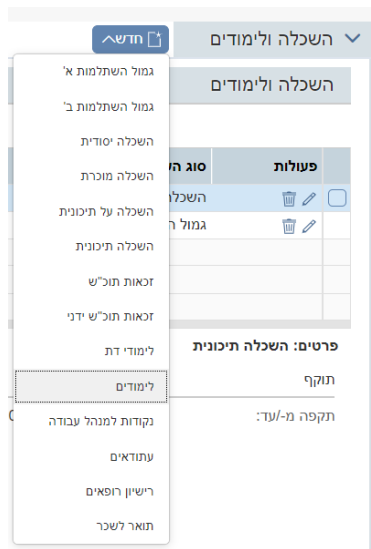 השכלה ולימודים
חדש
השכלה ולימודים
גמול השתלמות א'
גמול השתלמות ב'
השכלה יסודית
השכלה מוכרת
השכלה על תיכונית
השכלה תיכונית
זכאות תוכ"ש
זכאות תוכ"ש ידני
לימודי דת
לימודים
נקודות למנהל עבודה
עתודאים
רישיון רופאים
תואר לשכר
פעולות סוג
השכלה
גמול
פרטים: השכלה תיכונית
תוקף
תקפה מ-/עד: